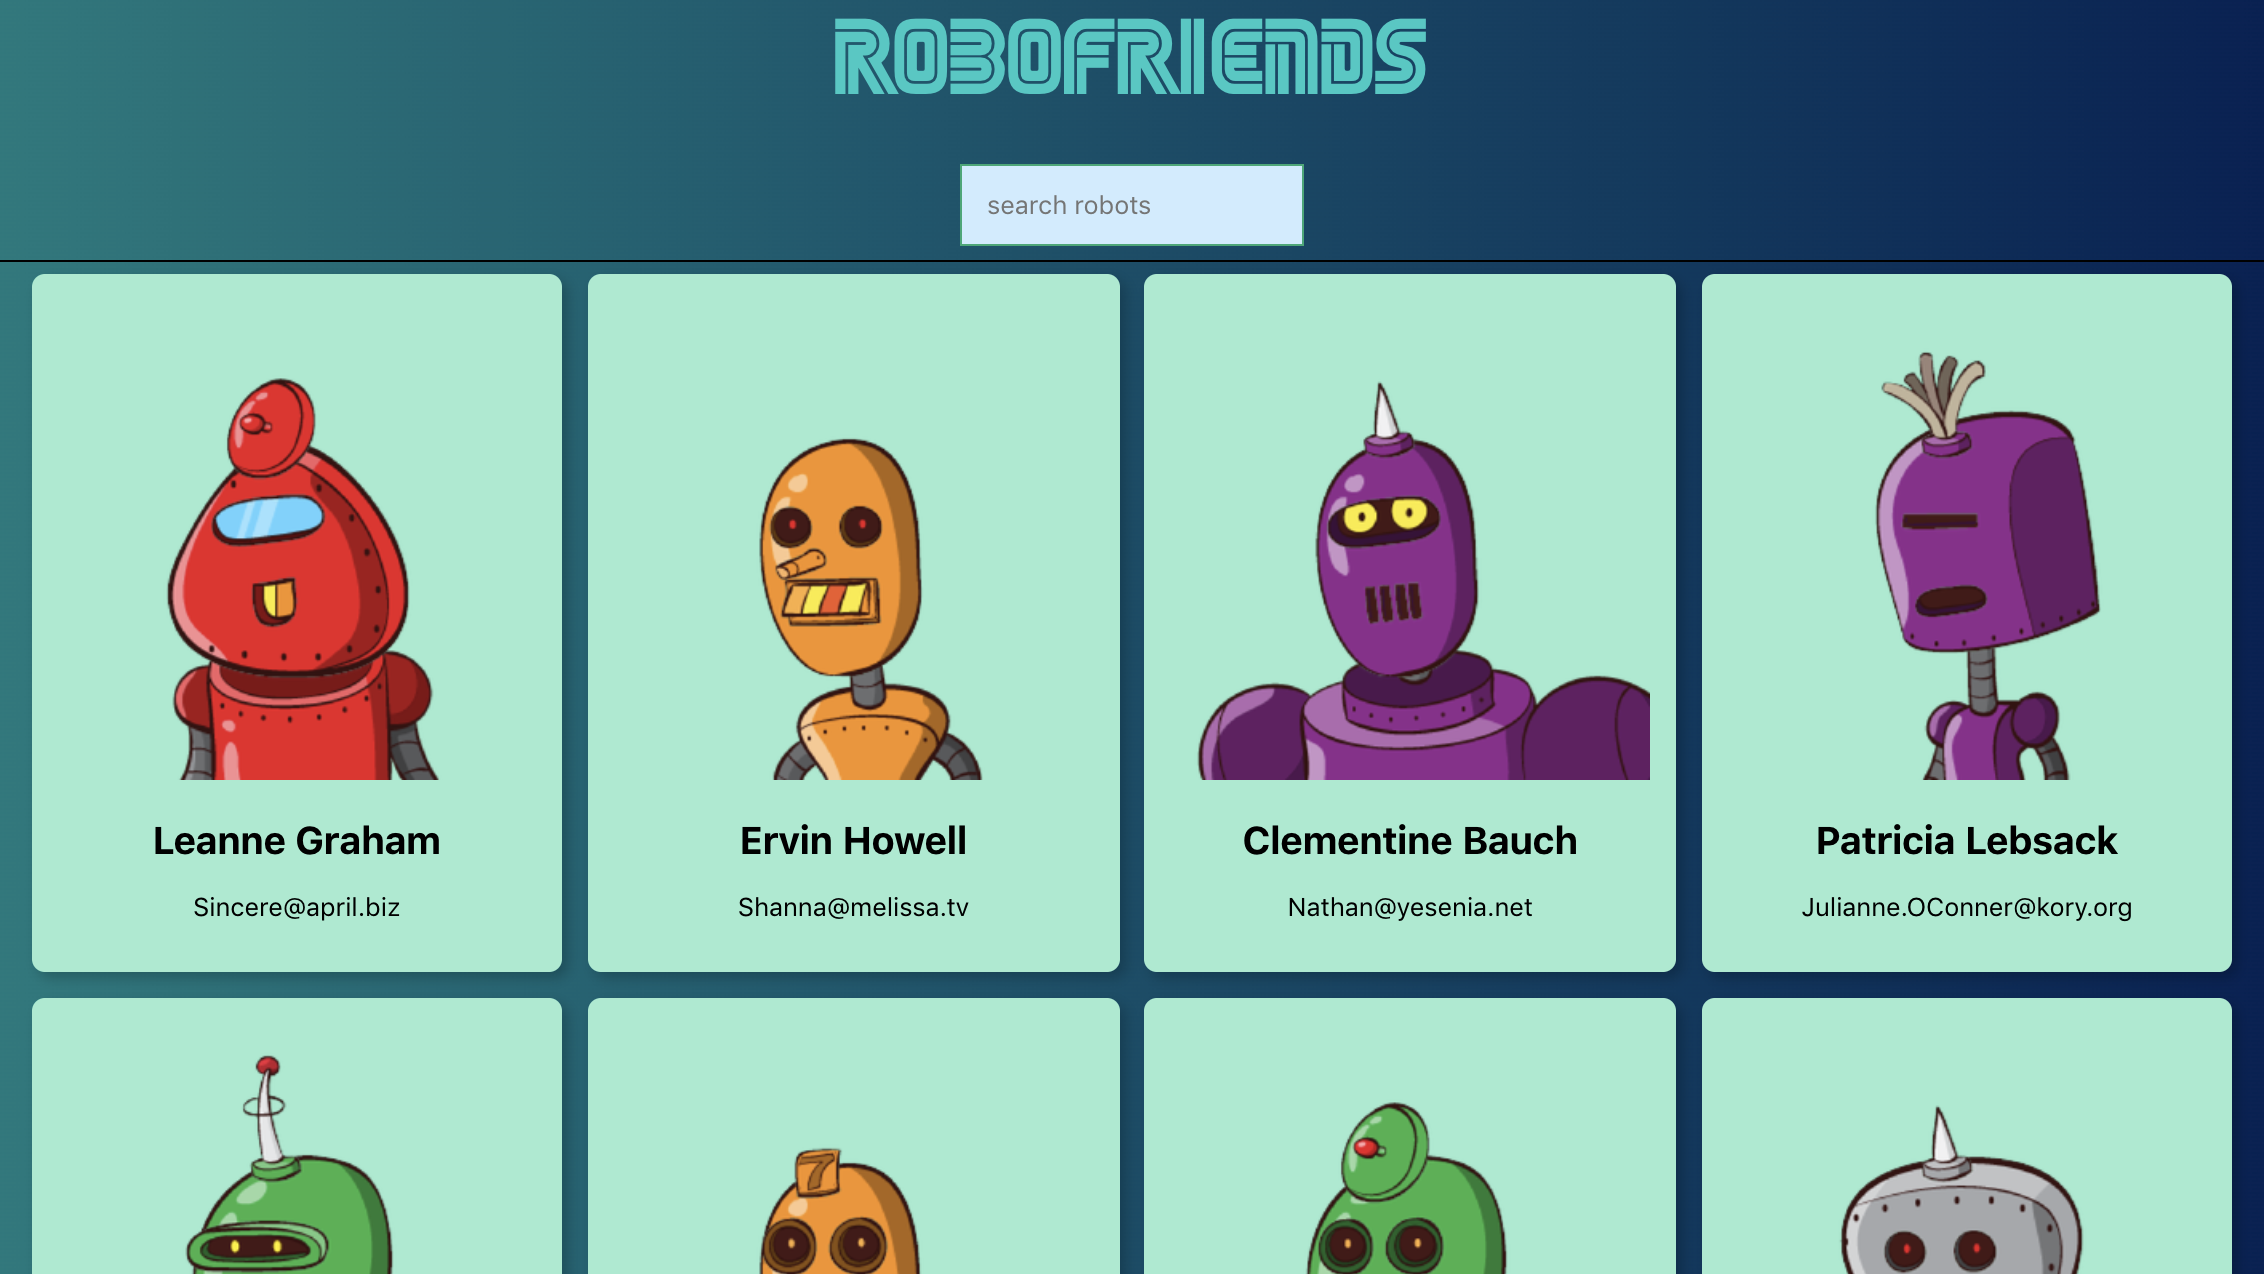 ROBOFRIENDS
search robots
Leanne Graham
Ervin Howell
Clementine Bauch
Patricia Lebsack
Sincere@april.biz
Shanna@melissa.tv
Nathan@yesenia.net
Julianne.OConner@kory.org
7